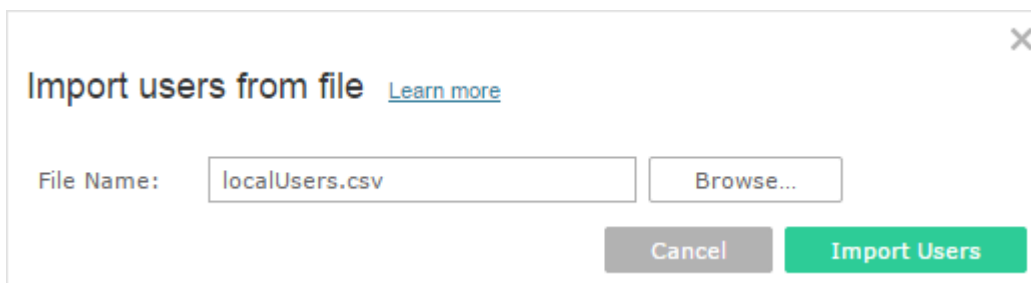 Import users from file Learn more
File Name: localUsers.csv Browse...
Cancel Import Users